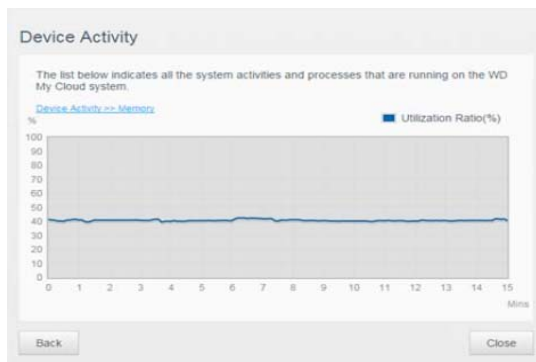 Device Activity
The list below indicates all the system activities and processes that are running on the WD
My Cloud system.
Device Activity >> Memory
%
Utilization Ratio(%)
100
90
80
70
60
50
40
30
20
10
0
0 1 2 3 4 5 6 7 8 9 10 11 12 13 14 15
Mins
Back
Close